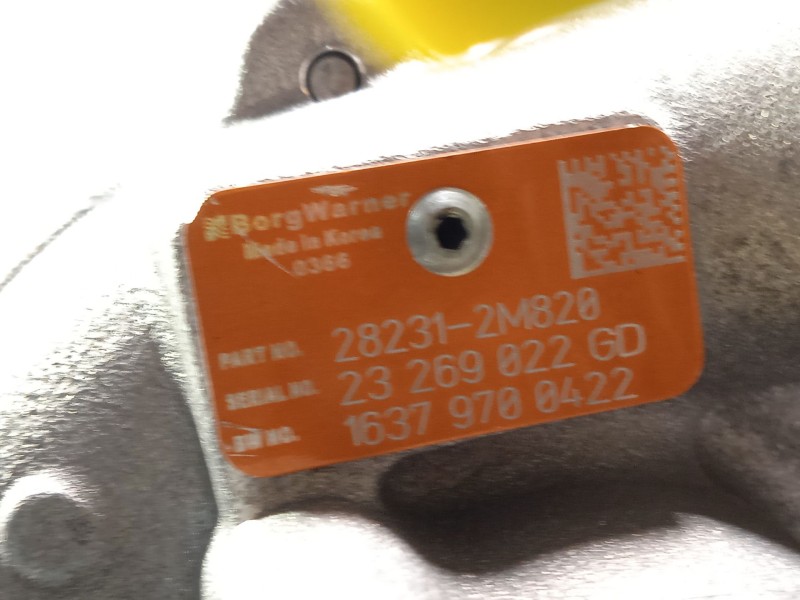 BorgWarner
Made in Korea
0366
PART NO. 28231-2M820
SERIAL NO. 23 269 022 GD
BW NO. 1637 970 0422